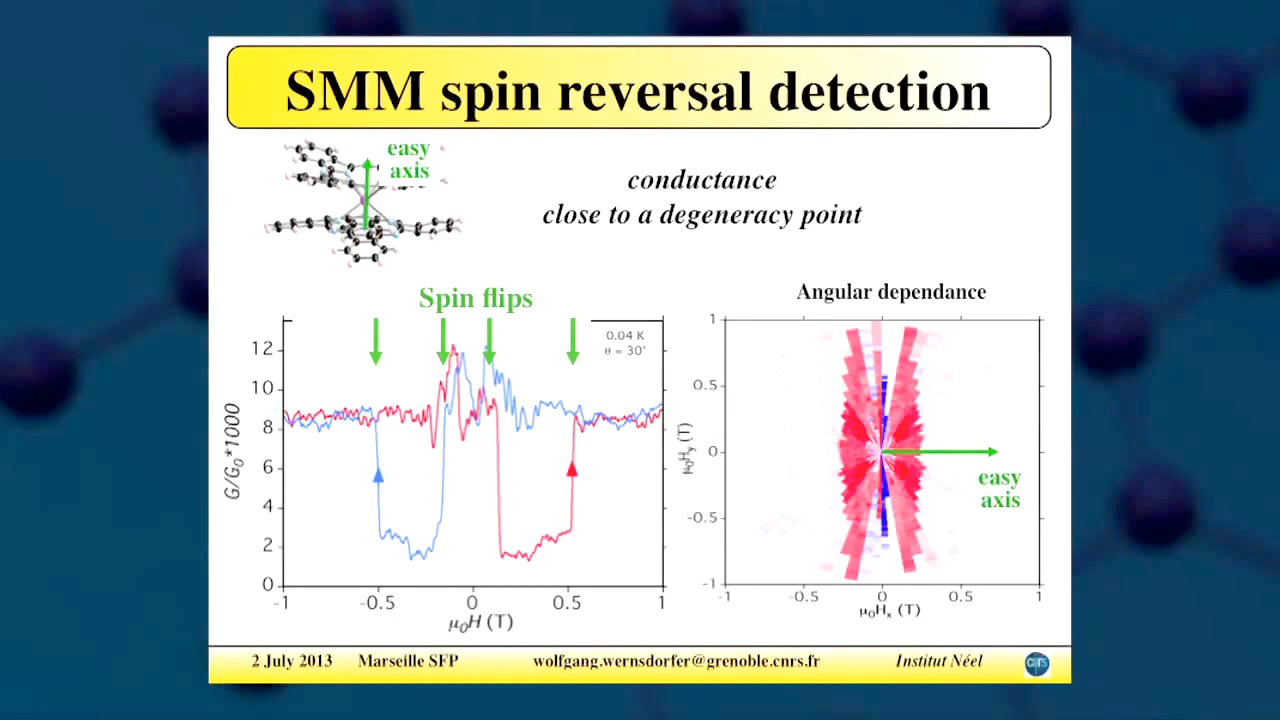 SMM spin reversal detection
easy
axis
conductance
close to a degeneracy point
Spin flips
0.04 K
θ = 30°
12
10
8
6
4
2
0
G/G₀*1000
-1
-0.5
0
0.5
1
μ₀H (T)
Angular dependance
1
0.5
0
-0.5
-1
μ₀Hy (T)
easy
axis
-1
-0.5
0
0.5
1
μ₀Hₓ (T)
2 July 2013 Marseille SFP wolfgang.wernsdorfer@grenoble.cnrs.fr Institut Néel
cnrs